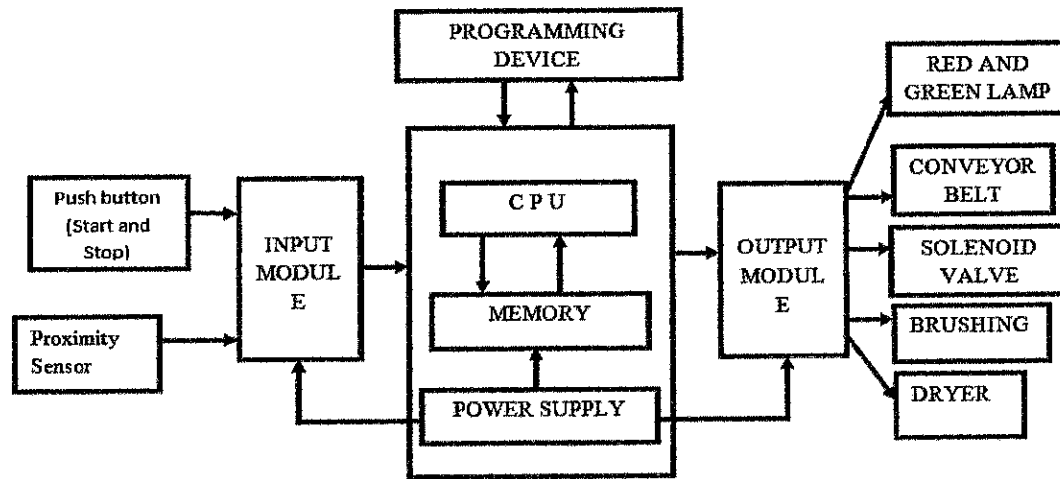 PROGRAMMING
DEVICE
RED AND
GREEN LAMP
Push button
(Start and
Stop)
INPUT
MODUL
E
C P U
MEMORY
POWER SUPPLY
OUTPUT
MODUL
E
CONVEYOR
BELT
SOLENOID
VALVE
BRUSHING
DRYER
Proximity
Sensor